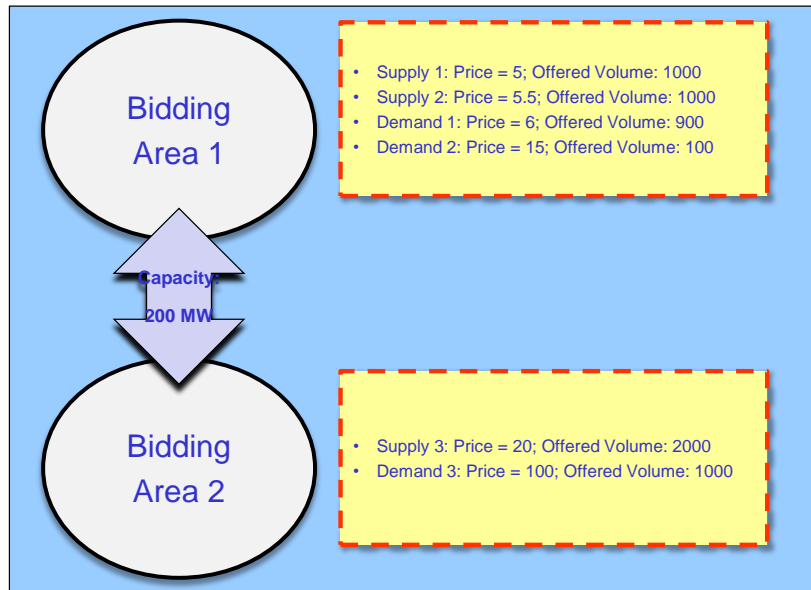 Bidding
Area 1
• Supply 1: Price = 5; Offered Volume: 1000
• Supply 2: Price = 5.5; Offered Volume: 1000
• Demand 1: Price = 6; Offered Volume: 900
• Demand 2: Price = 15; Offered Volume: 100
Capacity:
200 MW
Bidding
Area 2
• Supply 3: Price = 20; Offered Volume: 2000
• Demand 3: Price = 100; Offered Volume: 1000